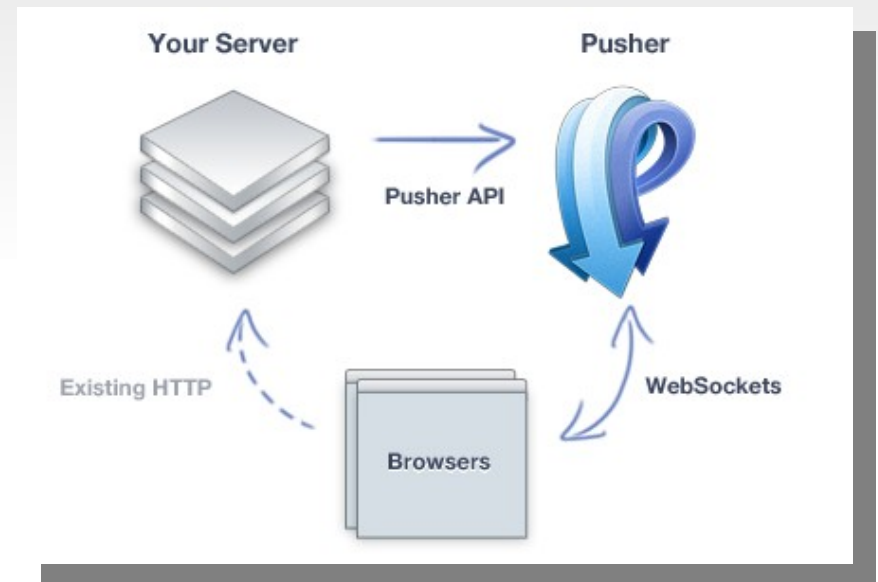 Your Server
Pusher
Pusher API
Existing HTTP
WebSockets
Browsers